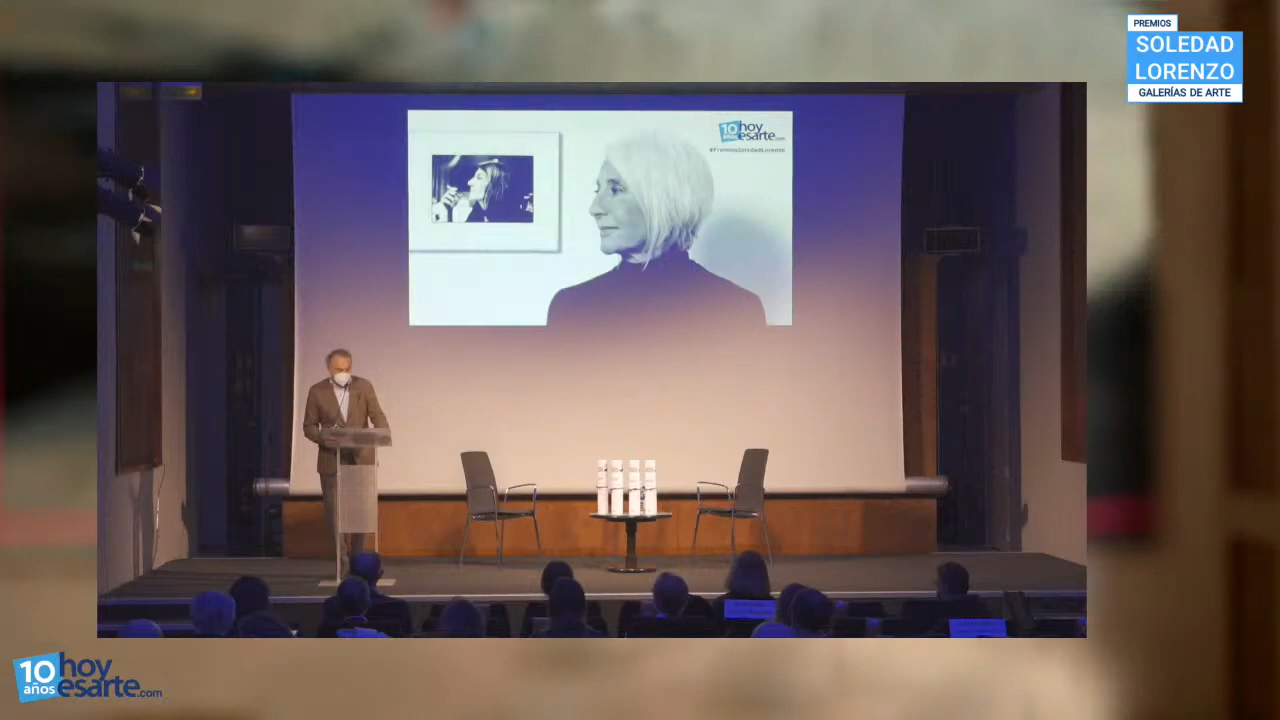 PREMIOS
SOLEDAD
LORENZO
GALERÍAS DE ARTE
10 años hoy esarte.com
#PremiosSoledadLorenzo
10 años hoy esarte.com